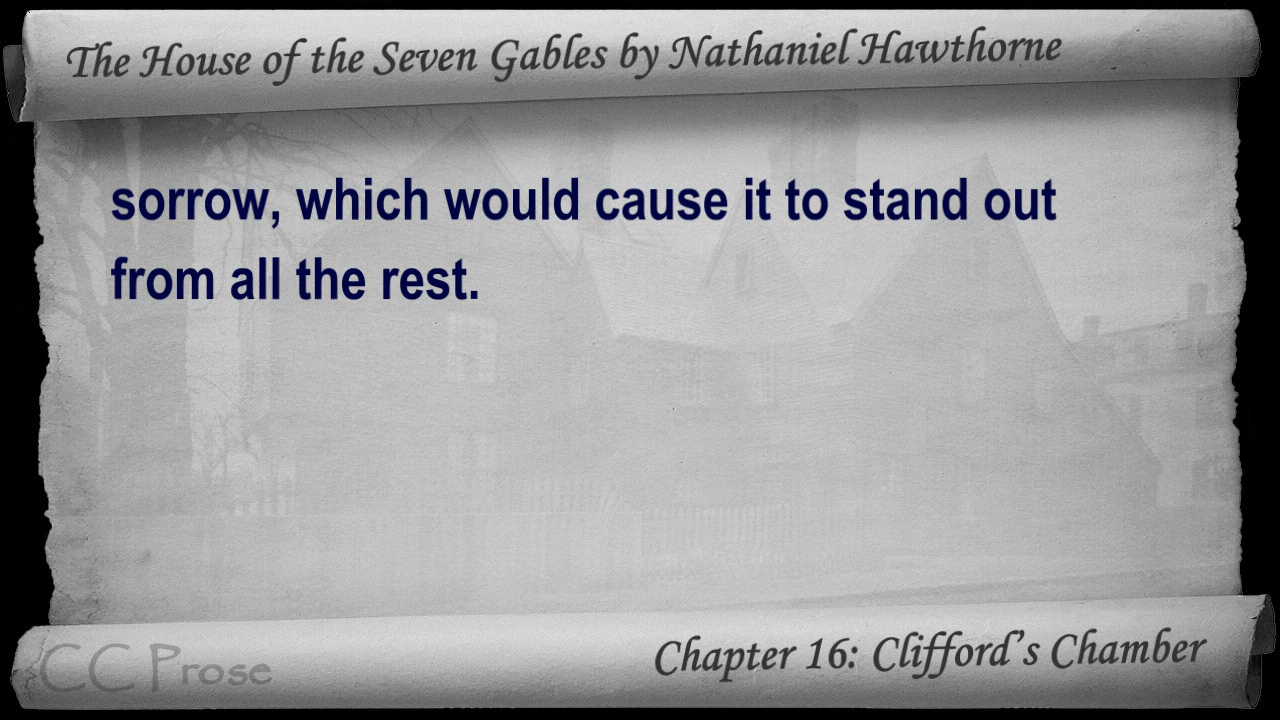 The House of the Seven Gables by Nathaniel Hawthorne
sorrow, which would cause it to stand out
from all the rest.
CC Prose
Chapter 16: Clifford's Chamber